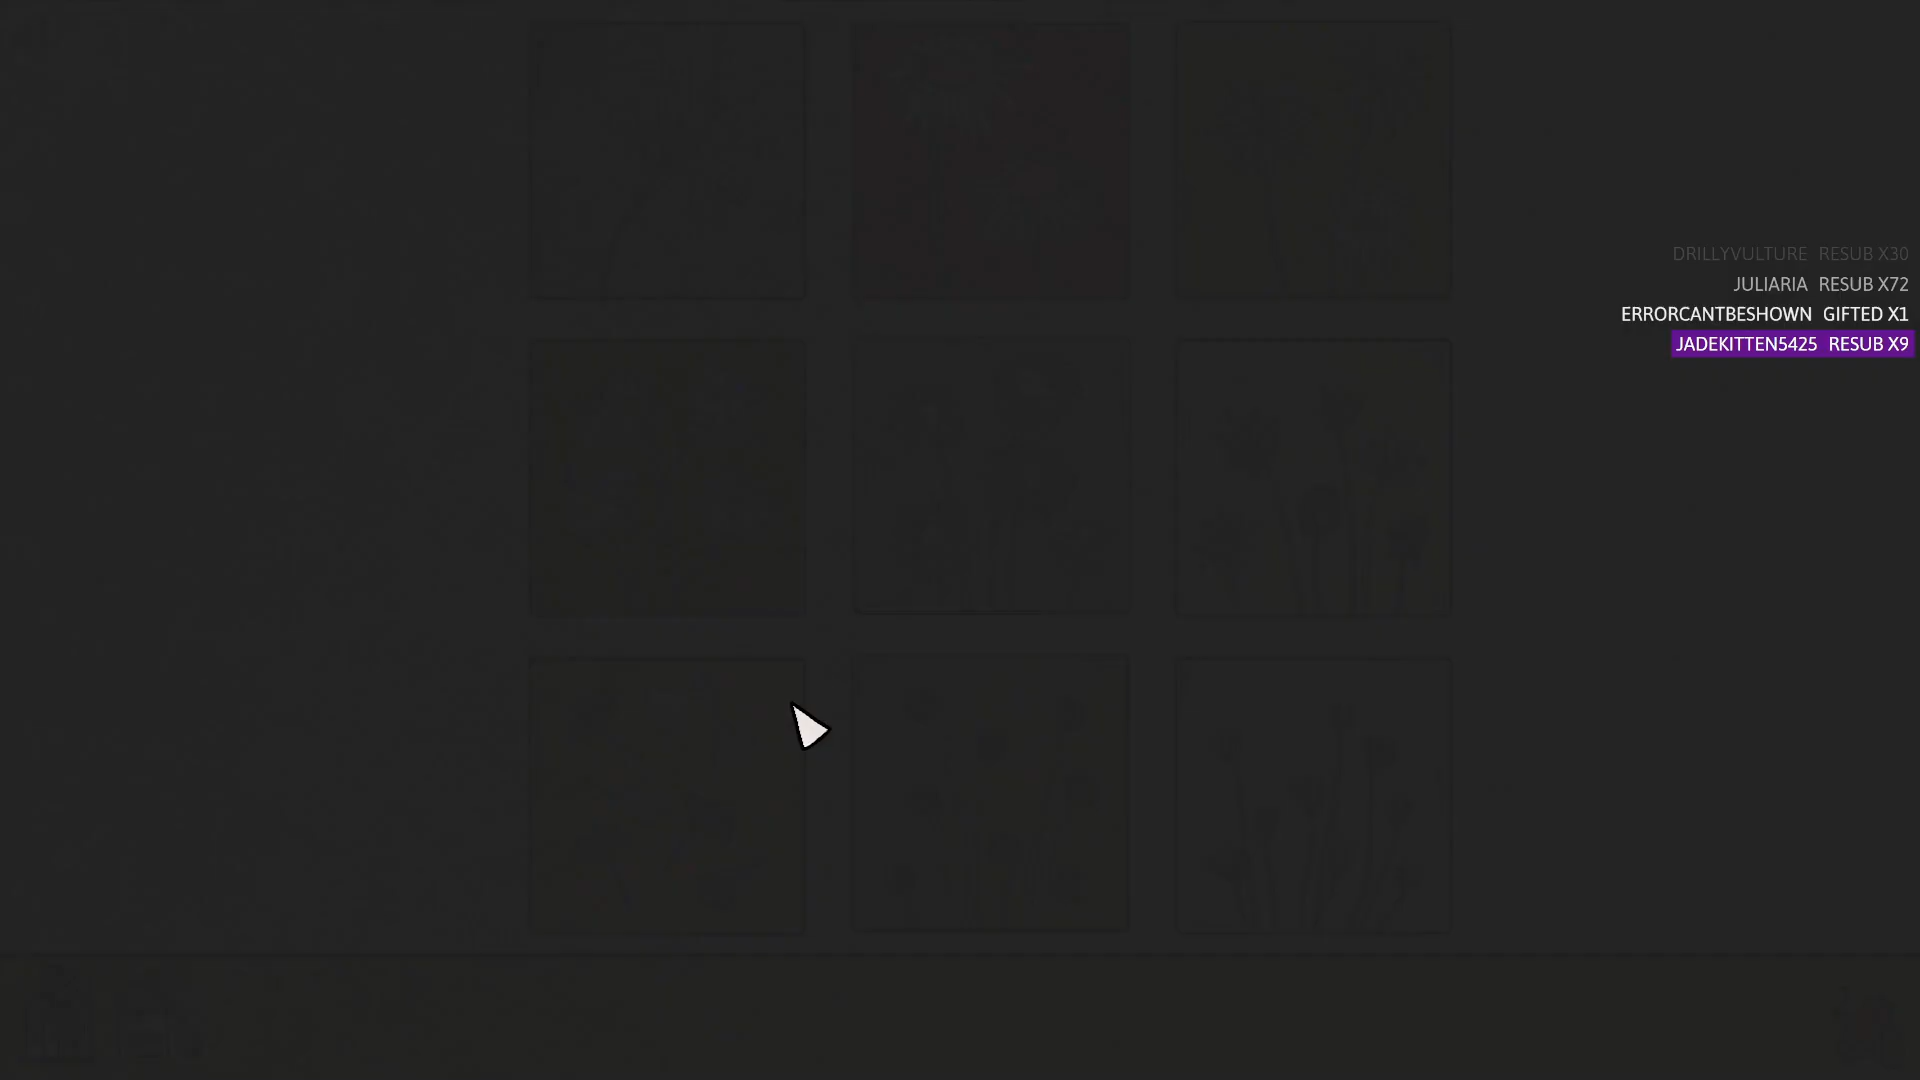 DRILLYVULTURE RESUB X30
JULIARIA RESUB X72
ERRORCANTBESHOWN GIFTED X1
JADEKITTEN5425 RESUB X9